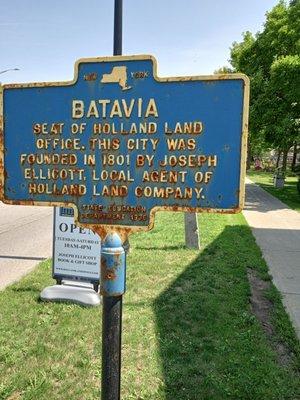 NEW YORK
BATAVIA
SEAT OF HOLLAND LAND
OFFICE. THIS CITY WAS
FOUNDED IN 1801 BY JOSEPH
ELLICOTT, LOCAL AGENT OF
HOLLAND LAND COMPANY.
STATE EDUCATION
DEPARTMENT 1935
OPEN
TUESDAY - SATURDAY
10AM-4PM
JOSEPH ELLICOTT
BOOK & GIFT SHOP